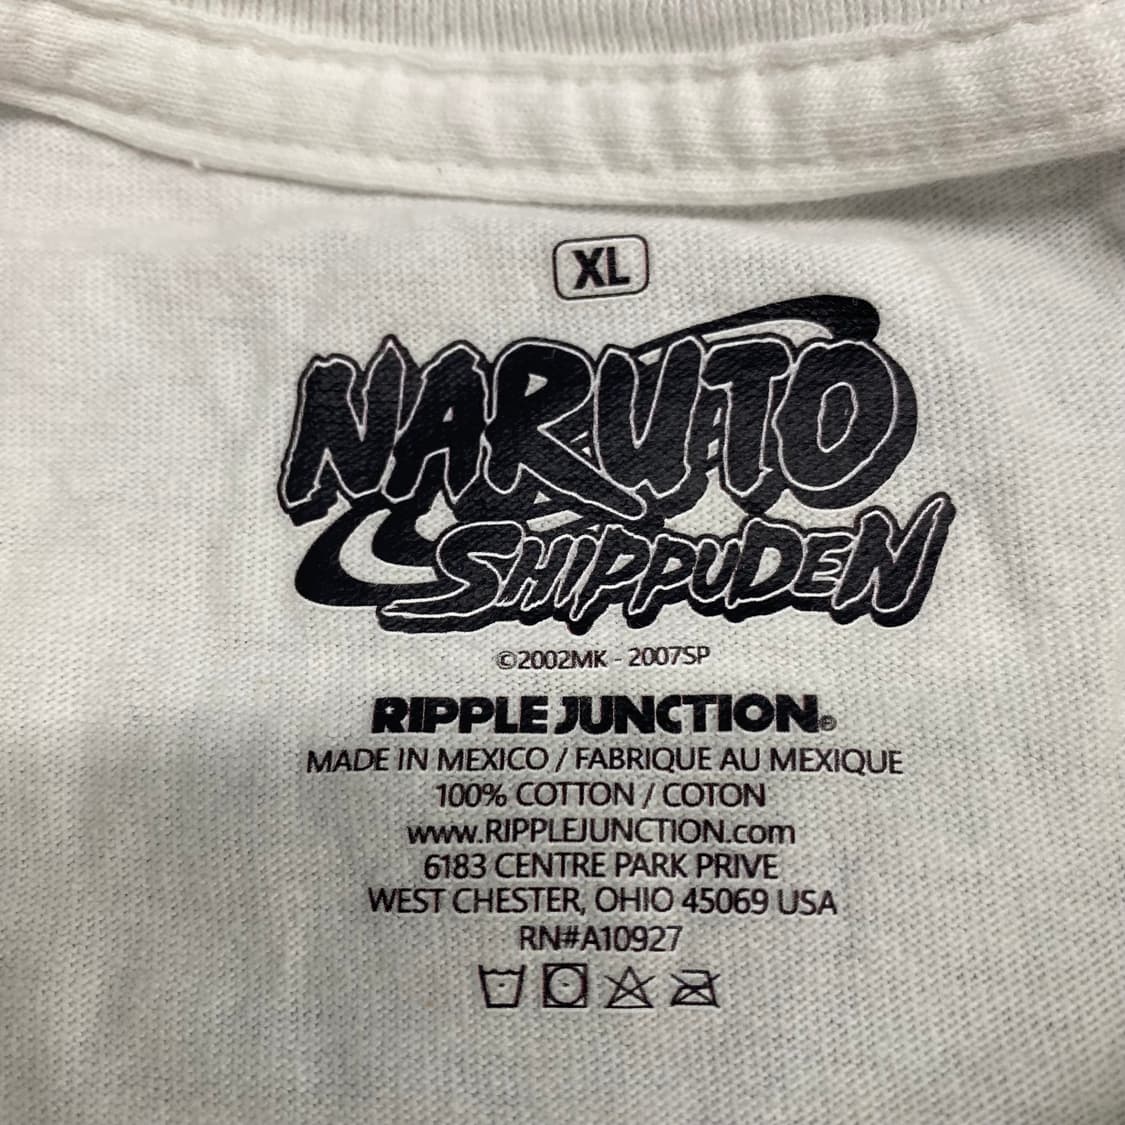 XL
NARUTO
SHIPPUDEN
©2002MK - 2007SP
RIPPLE JUNCTION®
MADE IN MEXICO / FABRIQUE AU MEXIQUE
100% COTTON / COTON
www.RIPPLEJUNCTION.com
6183 CENTRE PARK PRIVE
WEST CHESTER, OHIO 45069 USA
RN#A10927